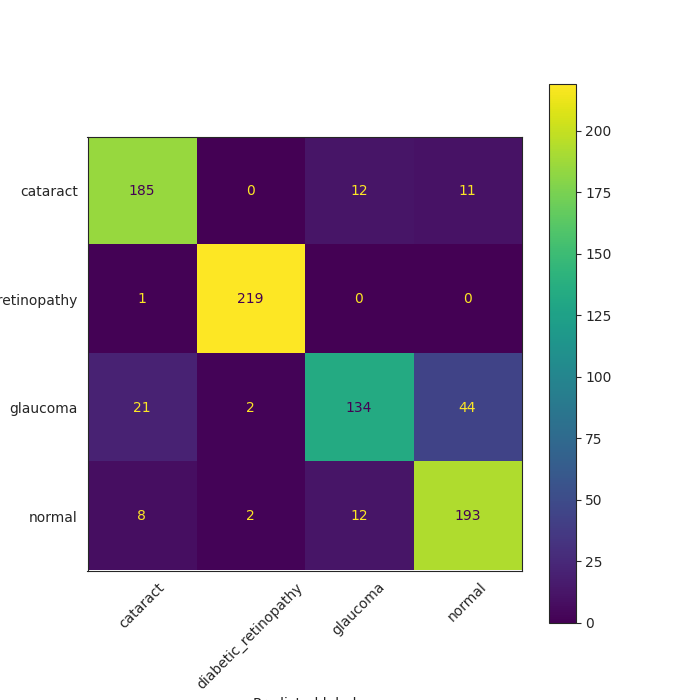 cataract 185 0 12 11
retinopathy 1 219 0 0
glaucoma 21 2 134 44
normal 8 2 12 193
cataract diabetic_retinopathy glaucoma normal
200
175
150
125
100
75
50
25
0